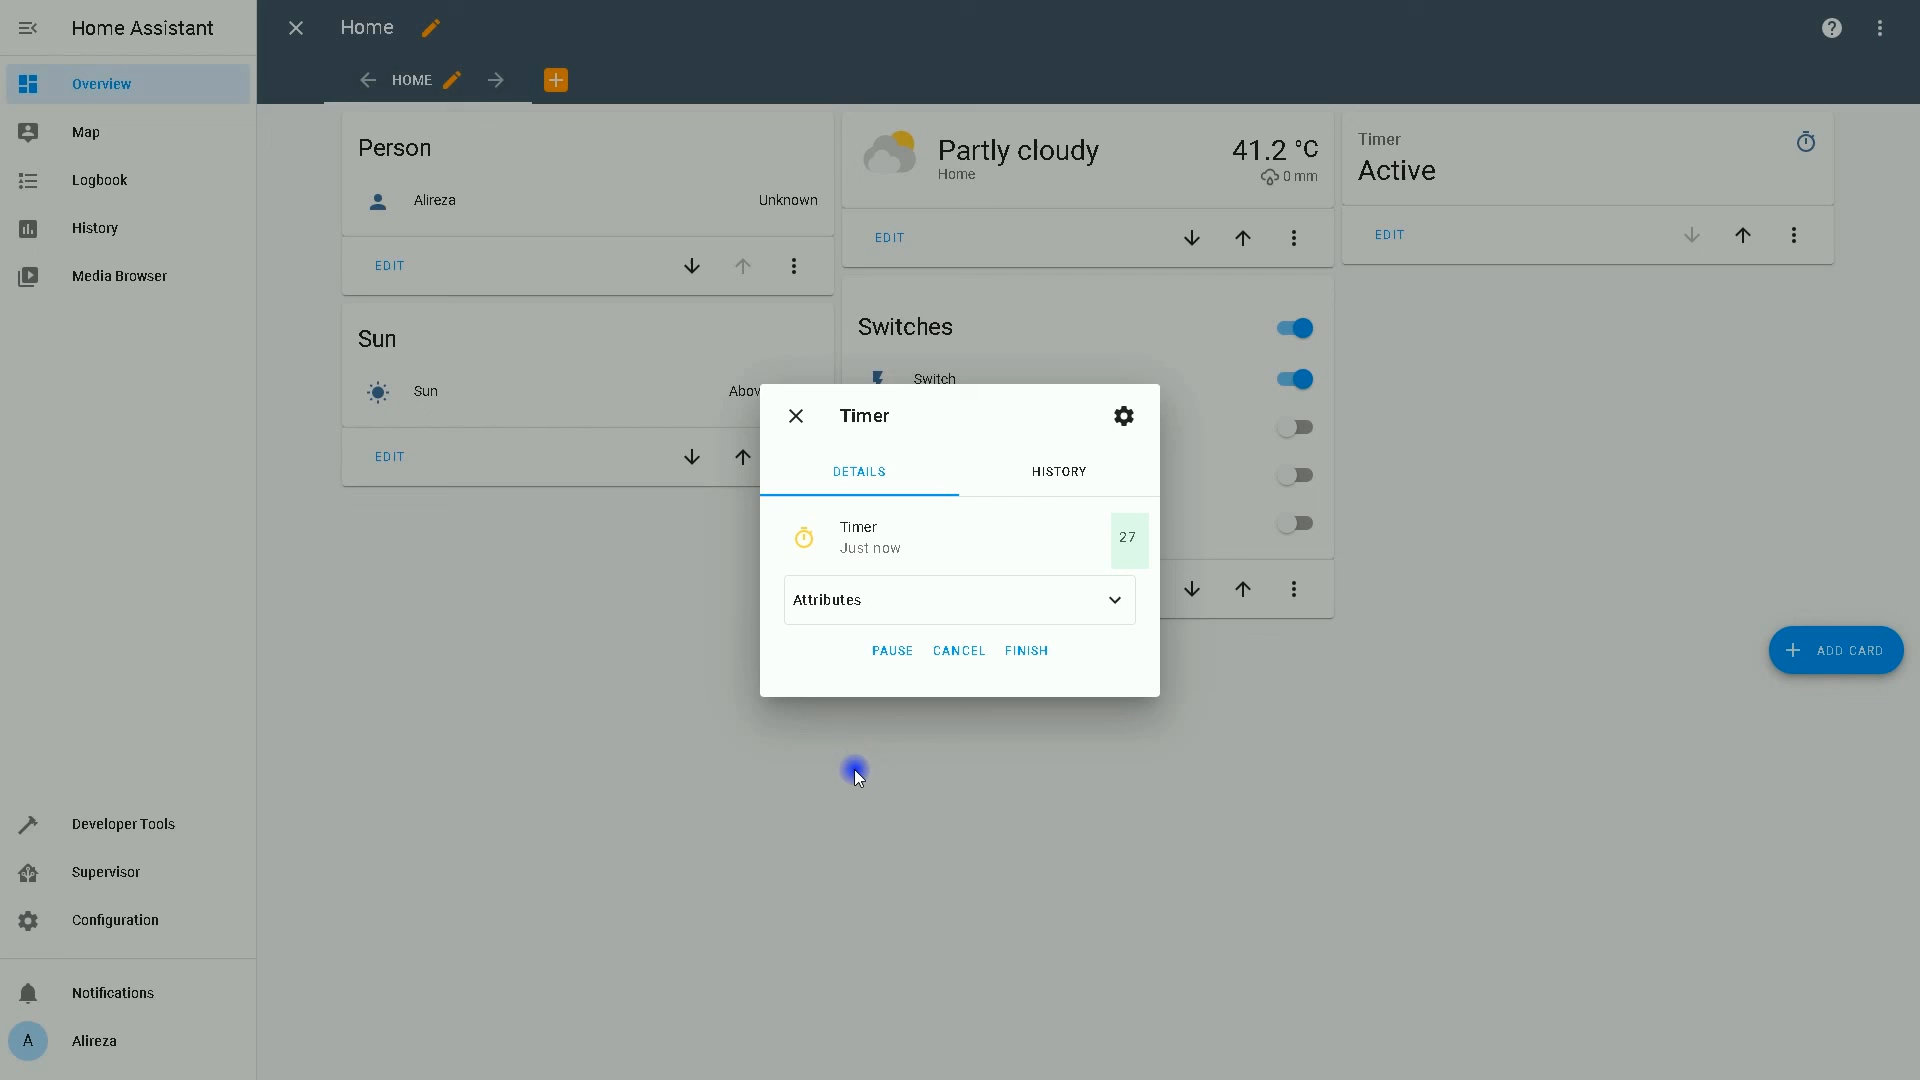 Home Assistant
Overview
Map
Logbook
History
Media Browser
Developer Tools
Supervisor
Configuration
Notifications
A
Alireza
Home
HOME
Person
Alireza Unknown
EDIT
Sun
Sun Abov
EDIT
Partly cloudy
Home
41.2 °C
0 mm
EDIT
Switches
Switch
Timer
Active
EDIT
Timer
DETAILS HISTORY
Timer
Just now
27
Attributes
PAUSE CANCEL FINISH
ADD CARD